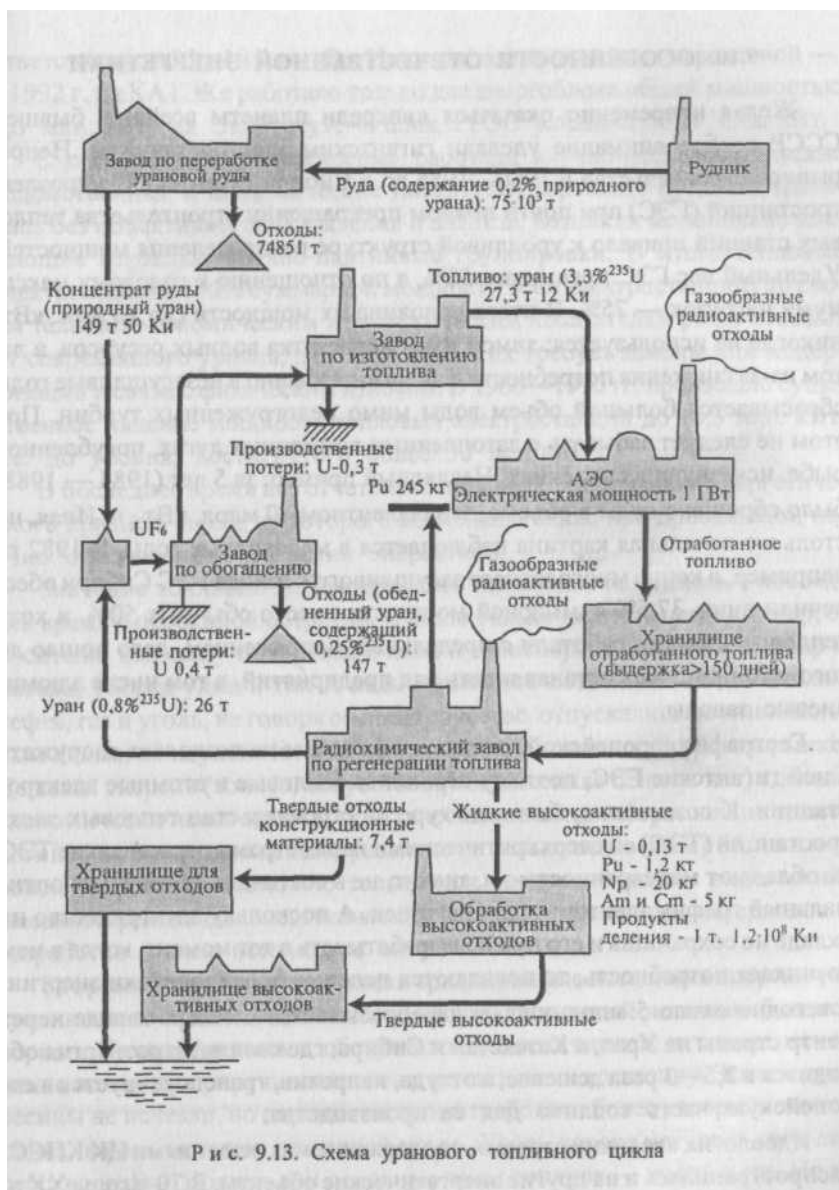 Завод по переработке
урановой руды
Рудник
Руда (содержание 0,2% природного
урана): 75·10³ т
Отходы:
74851 т
Концентрат руды
(природный уран)
149 т 50 Ки
Топливо: уран (3,3%²³⁵U
27,3 т 12 Ки
Газообразные
радиоактивные
отходы
Завод
по изготовлению
топлива
Производственные
потери: U-0,3 т
Pu 245 кг
АЭС
Электрическая мощность 1 ГВт
UF₆
Завод
по обогащению
Отходы (обед-
ненный уран,
содержащий
0,25%²³⁵U):
147 т
Производствен-
ные потери:
U 0,4 т
Газообразные
радиоактивные
отходы
Отработанное
топливо
Хранилище
отработанного топлива
(выдержка>150 дней)
Уран (0,8%²³⁵U): 26 т
Радиохимический завод
по регенерации топлива
Твердые отходы
конструкционные
материалы: 7,4 т
Жидкие высокоактивные
отходы:
U - 0,13 т
Pu - 1,2 кг
Np - 20 кг
Am и Cm - 5 кг
Продукты
деления - 1 т. 1,2·10⁸ Ки
Хранилище для
твердых отходов
Обработка
высокоактивных
отходов
Хранилище высокоак-
тивных отходов
Твердые высокоактивные
отходы
Рис. 9.13. Схема уранового топливного цикла